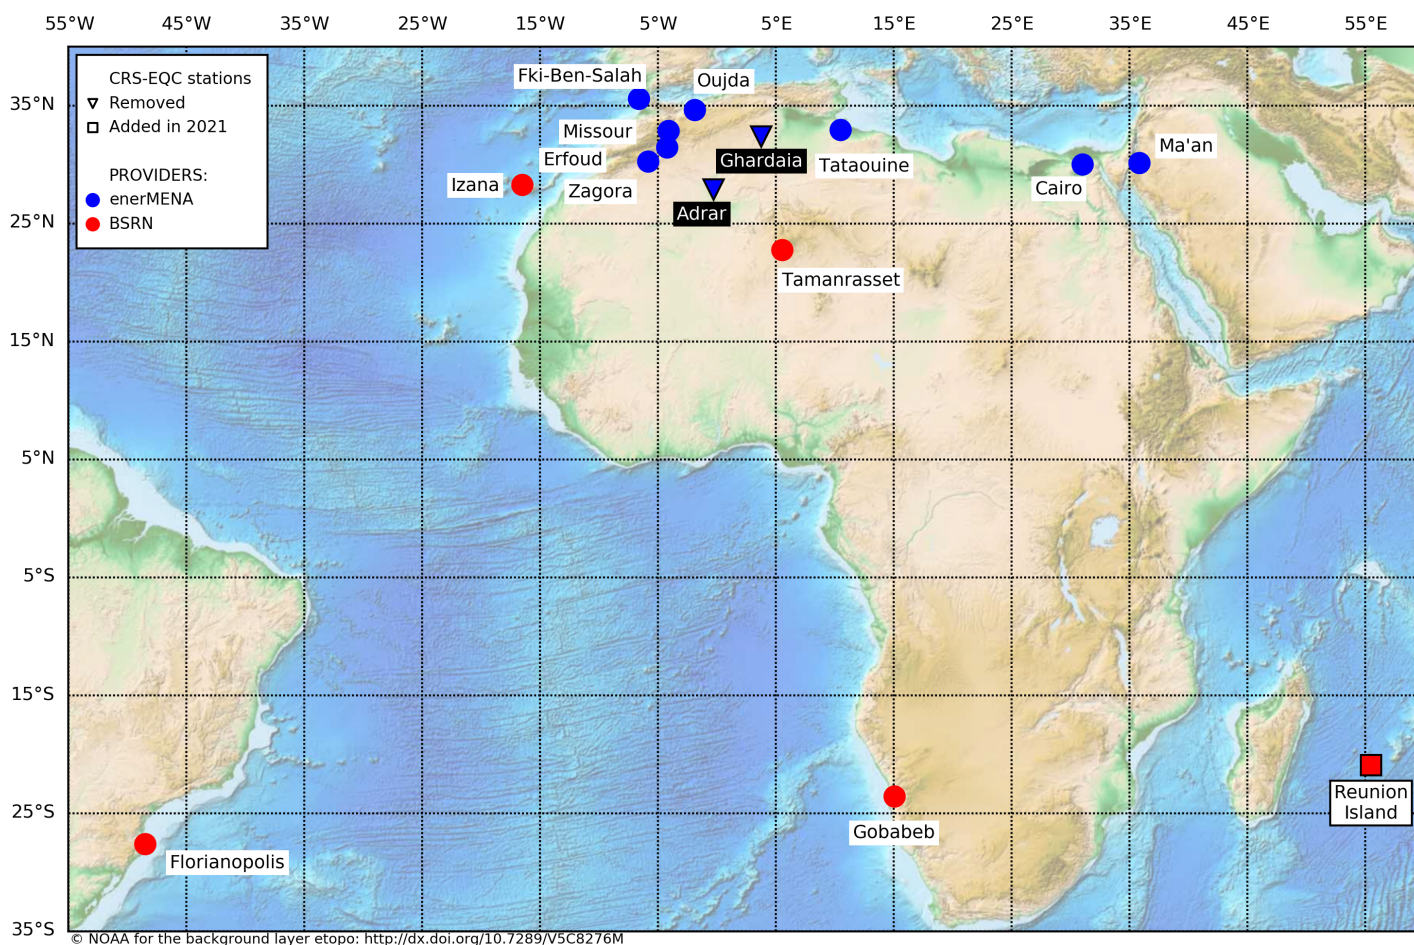 55°W 45°W 35°W 25°W 15°W 5°W 5°E 15°E 25°E 35°E 45°E 55°E
CRS-EQC stations
Removed
Added in 2021
PROVIDERS:
enerMENA
BSRN
35°N
25°N
15°N
5°N
5°S
15°S
25°S
35°S
Fki-Ben-Salah
Oujda
Missour
Erfoud
Zagora
Izana
Ghardaia
Adrar
Tataouine
Cairo
Ma'an
Tamanrasset
Gobabeb
Florianopolis
Reunion
Island
© NOAA for the background layer etopo: http://dx.doi.org/10.7289/V5C8276M